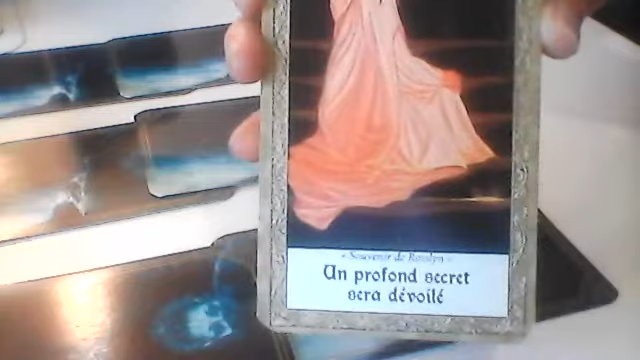 « Souvenir de Rosslyn »
Un profond secret
sera dévoilé